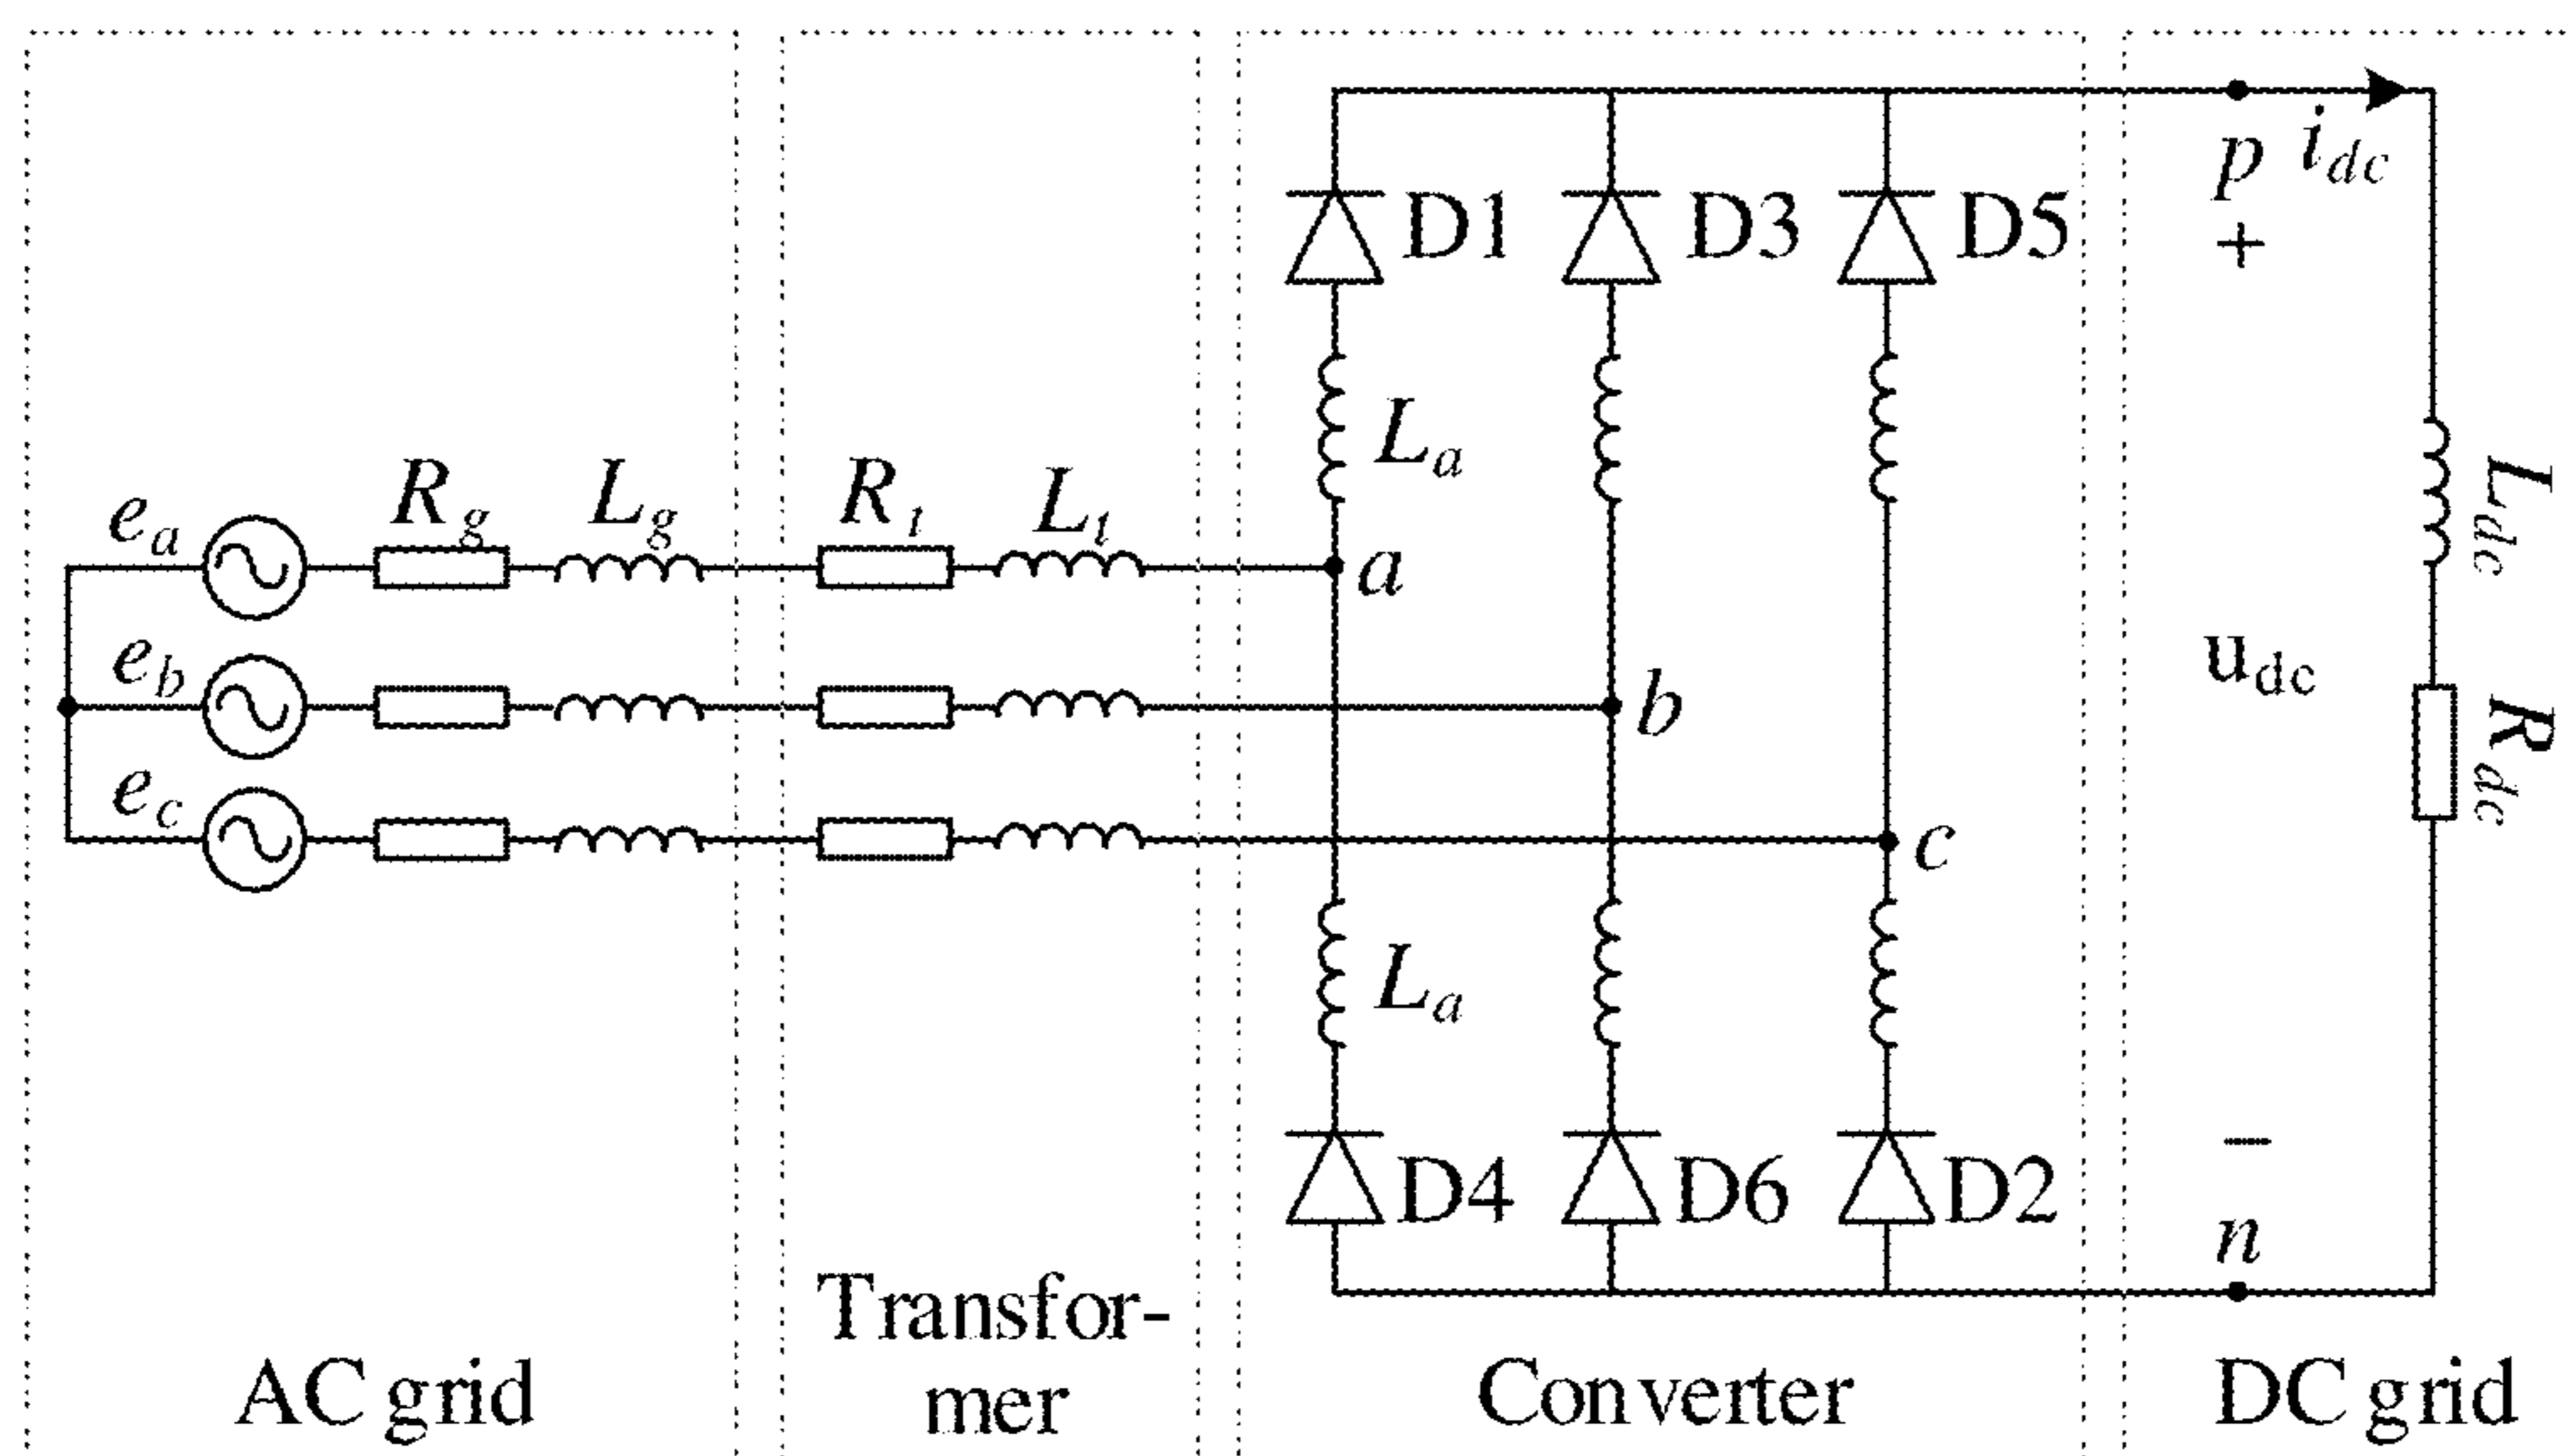 D1
D3
D5
p
i_dc
+
L_a
L_dc
e_a
R_g
L_g
R_t
L_t
a
e_b
b
u_dc
R_dc
e_c
c
L_a
D4
D6
D2
−
n
AC grid
Transfor-
mer
Converter
DC grid